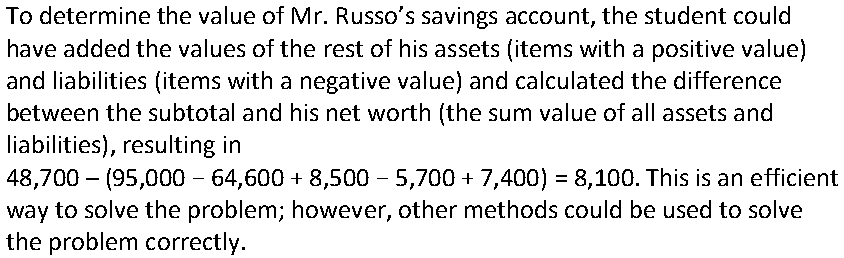 To determine the value of Mr. Russo’s savings account, the student could
have added the values of the rest of his assets (items with a positive value)
and liabilities (items with a negative value) and calculated the difference
between the subtotal and his net worth (the sum value of all assets and
liabilities), resulting in
48,700 – (95,000 − 64,600 + 8,500 − 5,700 + 7,400) = 8,100. This is an efficient
way to solve the problem; however, other methods could be used to solve
the problem correctly.